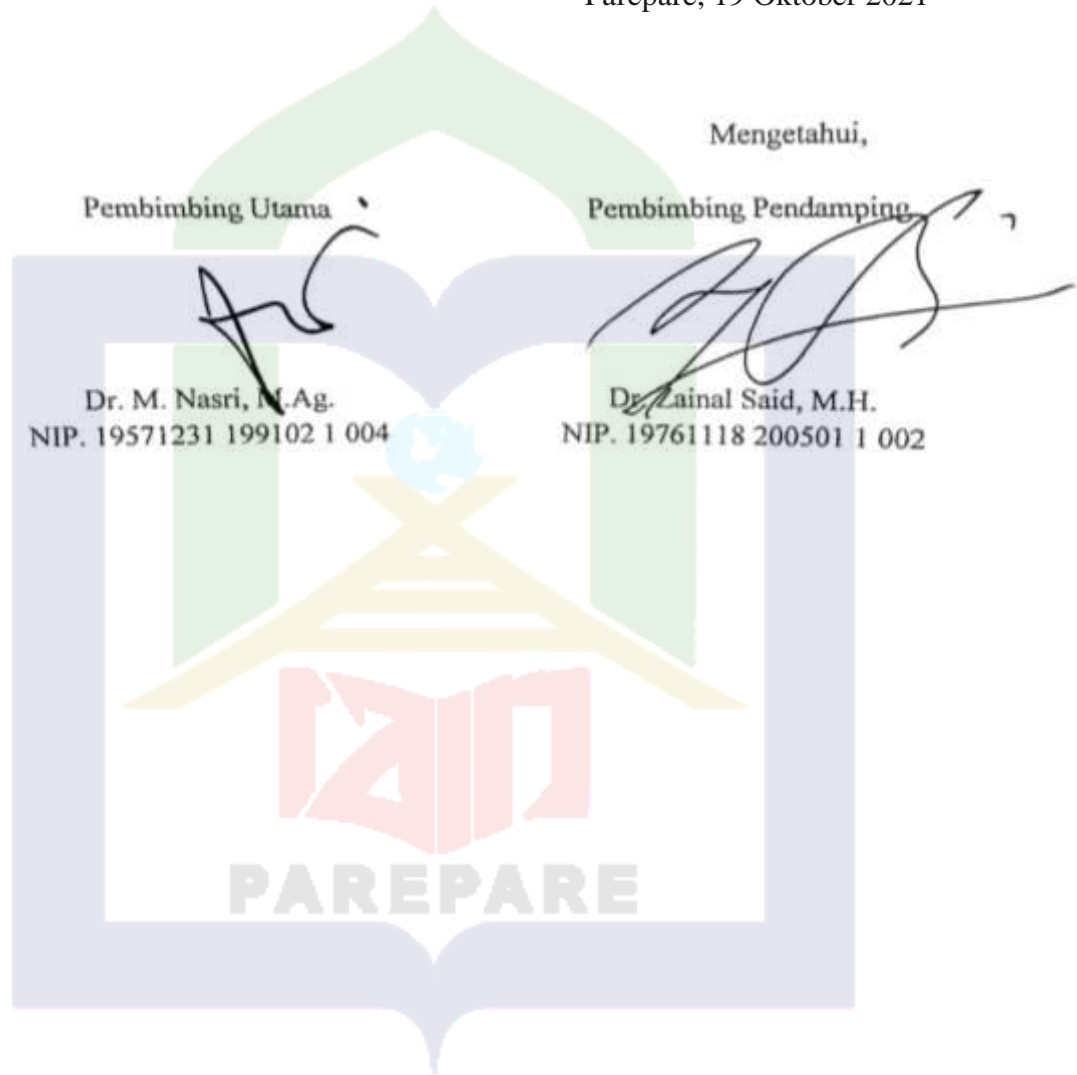 Parepare, 19 Oktober 2021
Mengetahui,
Pembimbing Utama
Pembimbing Pendamping
Dr. M. Nasri, M.Ag.
NIP. 19571231 199102 1 004
Dr. Zainal Said, M.H.
NIP. 19761118 200501 1 002
IAIN
PAREPARE